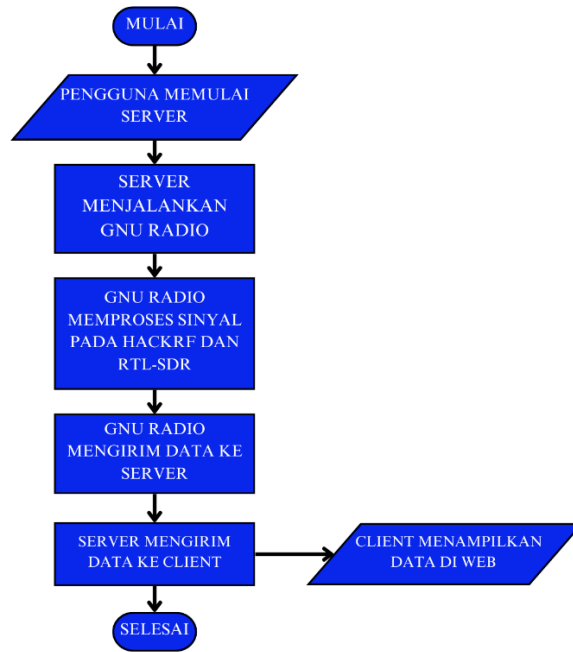 MULAI
PENGGUNA MEMULAI
SERVER
SERVER
MENJALANKAN
GNU RADIO
GNU RADIO
MEMPROSES SINYAL
PADA HACKRF DAN
RTL-SDR
GNU RADIO
MENGIRIM DATA KE
SERVER
SERVER MENGIRIM
DATA KE CLIENT
CLIENT MENAMPILKAN
DATA DI WEB
SELESAI